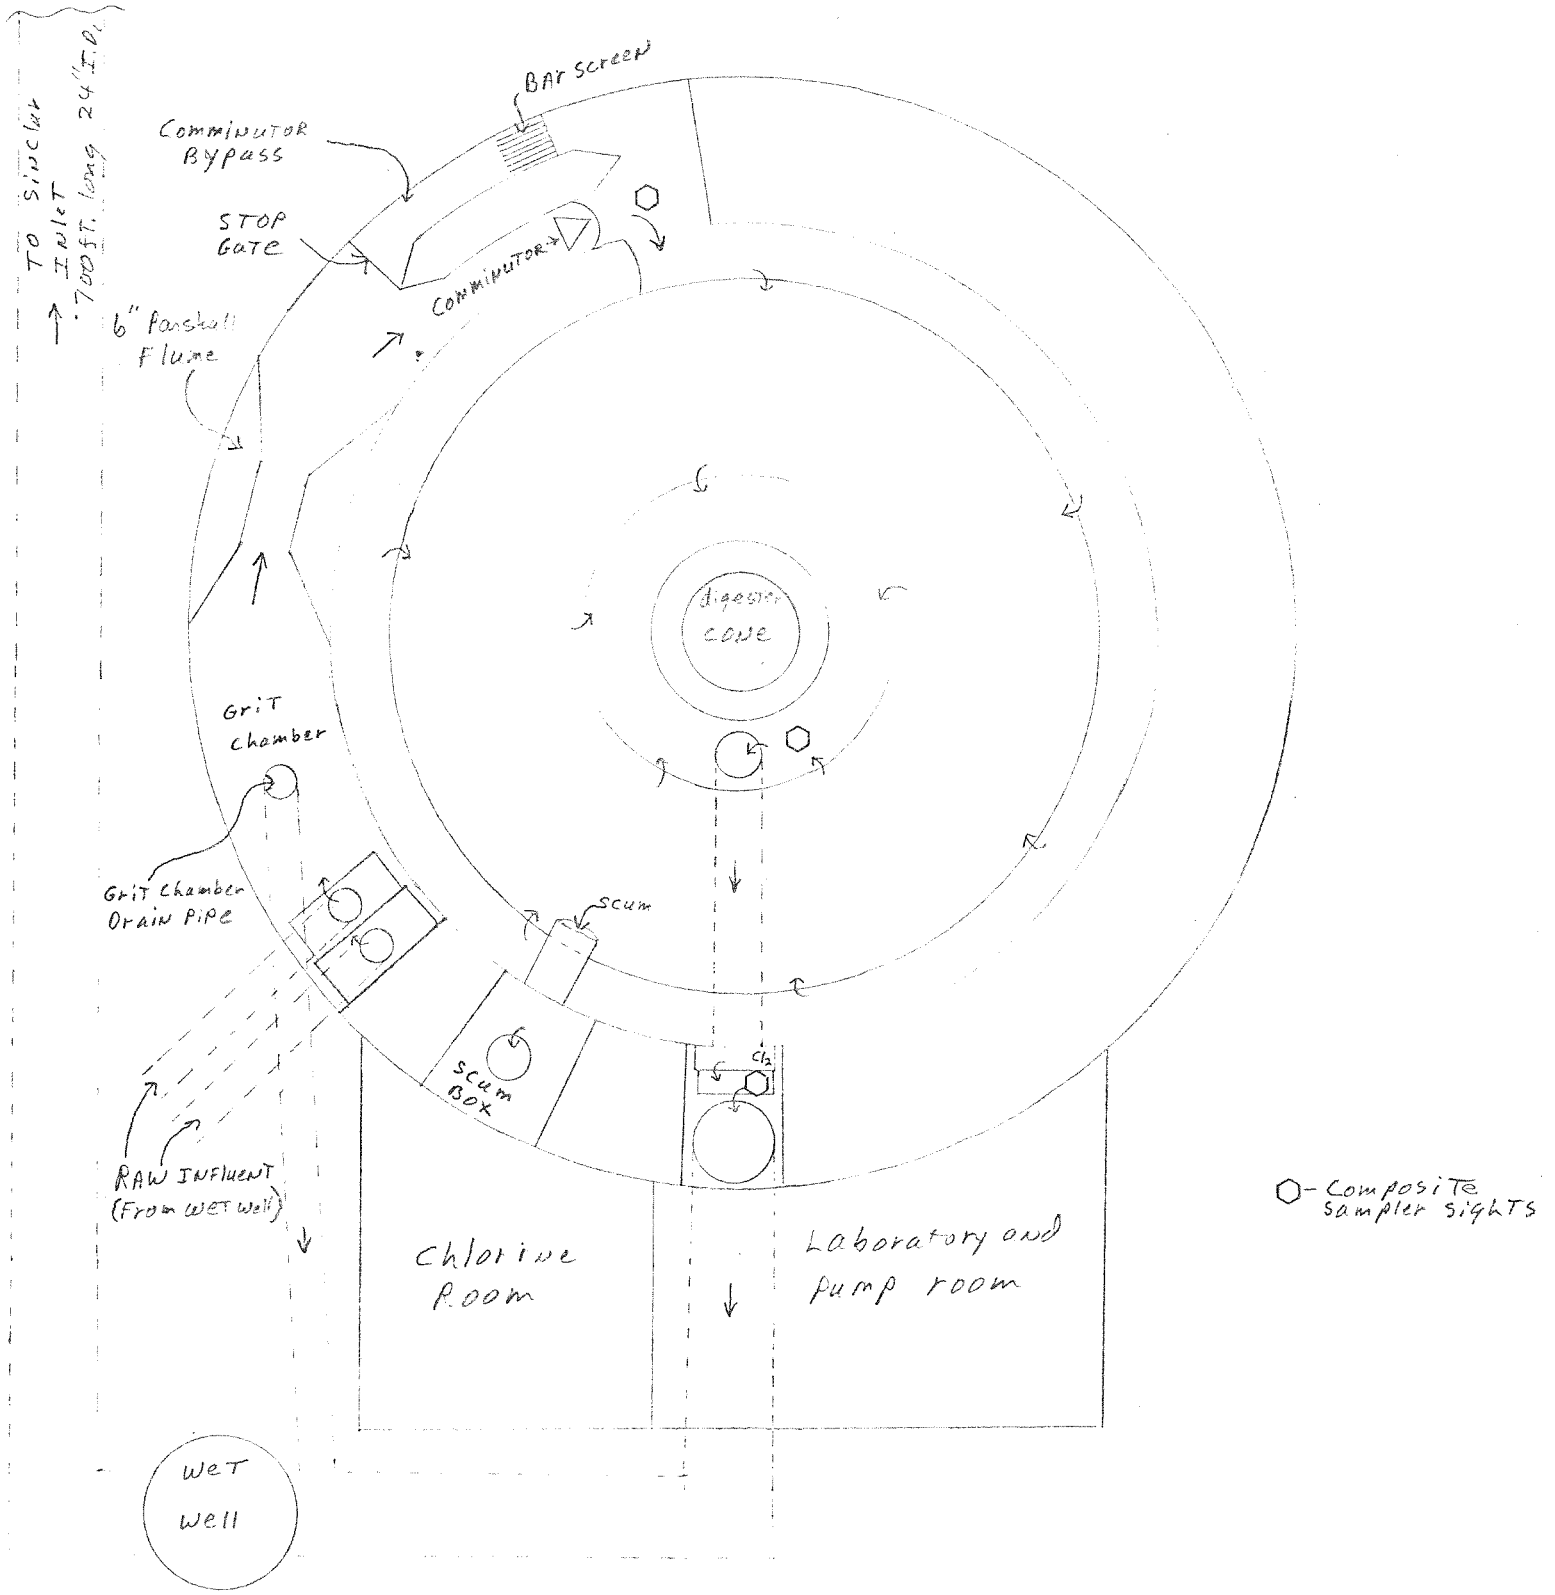 BAr Screen
Comminutor
Bypass
STOP
Gate
Comminutor
TO SINClar
INleT
700 fT. long 24" I.D.
6" Parshall
Flume
digester
CONe
GriT
Chamber
GriT Chamber
Drain PiPe
scum
scum
BOX
Cl₂
RAW INFluenT
(From weT well)
Chlorine
Room
Laboratory and
Pump room
- ComposiTe
Sampler SighTs
weT
well